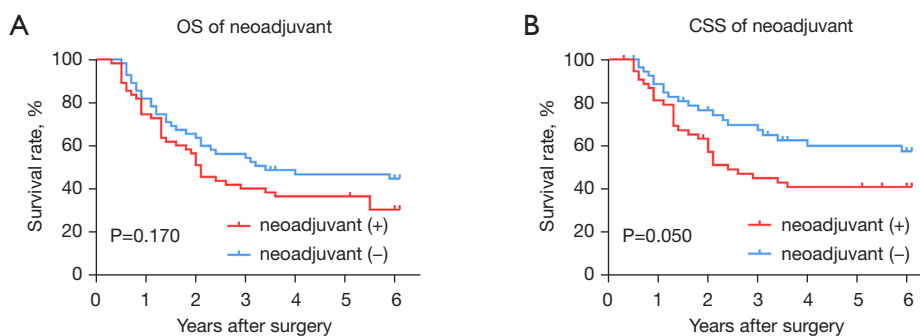 A
OS of neoadjuvant
Survival rate, %
100
80
60
40
20
0
P=0.170
neoadjuvant (+)
neoadjuvant (−)
0 1 2 3 4 5 6
Years after surgery
B
CSS of neoadjuvant
Survival rate, %
100
80
60
40
20
0
P=0.050
neoadjuvant (+)
neoadjuvant (−)
0 1 2 3 4 5 6
Years after surgery